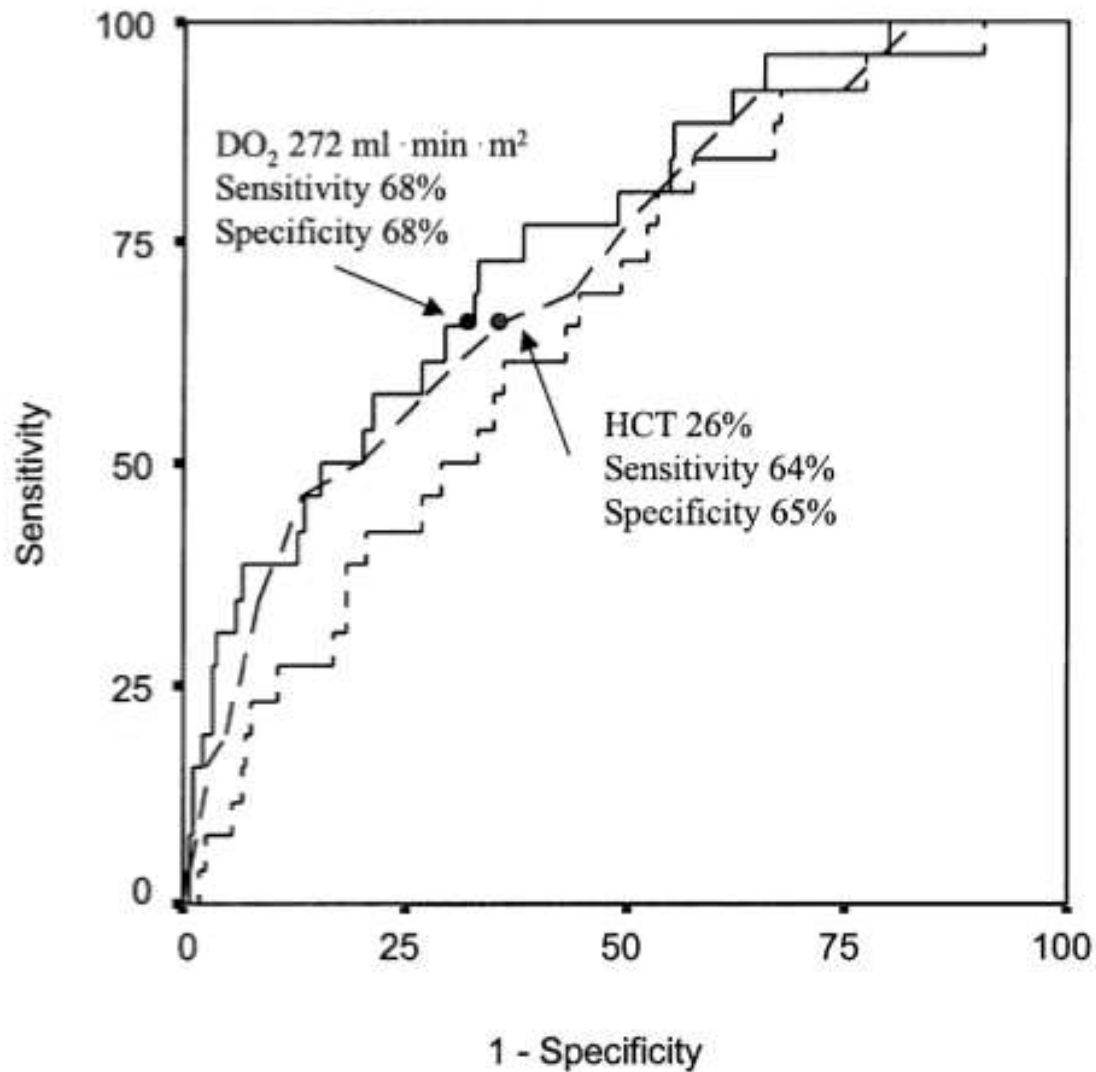 100
DO₂ 272 ml · min · m²
Sensitivity 68%
Specificity 68%
75
HCT 26%
Sensitivity 64%
Specificity 65%
50
Sensitivity
25
0
0 25 50 75 100
1 - Specificity